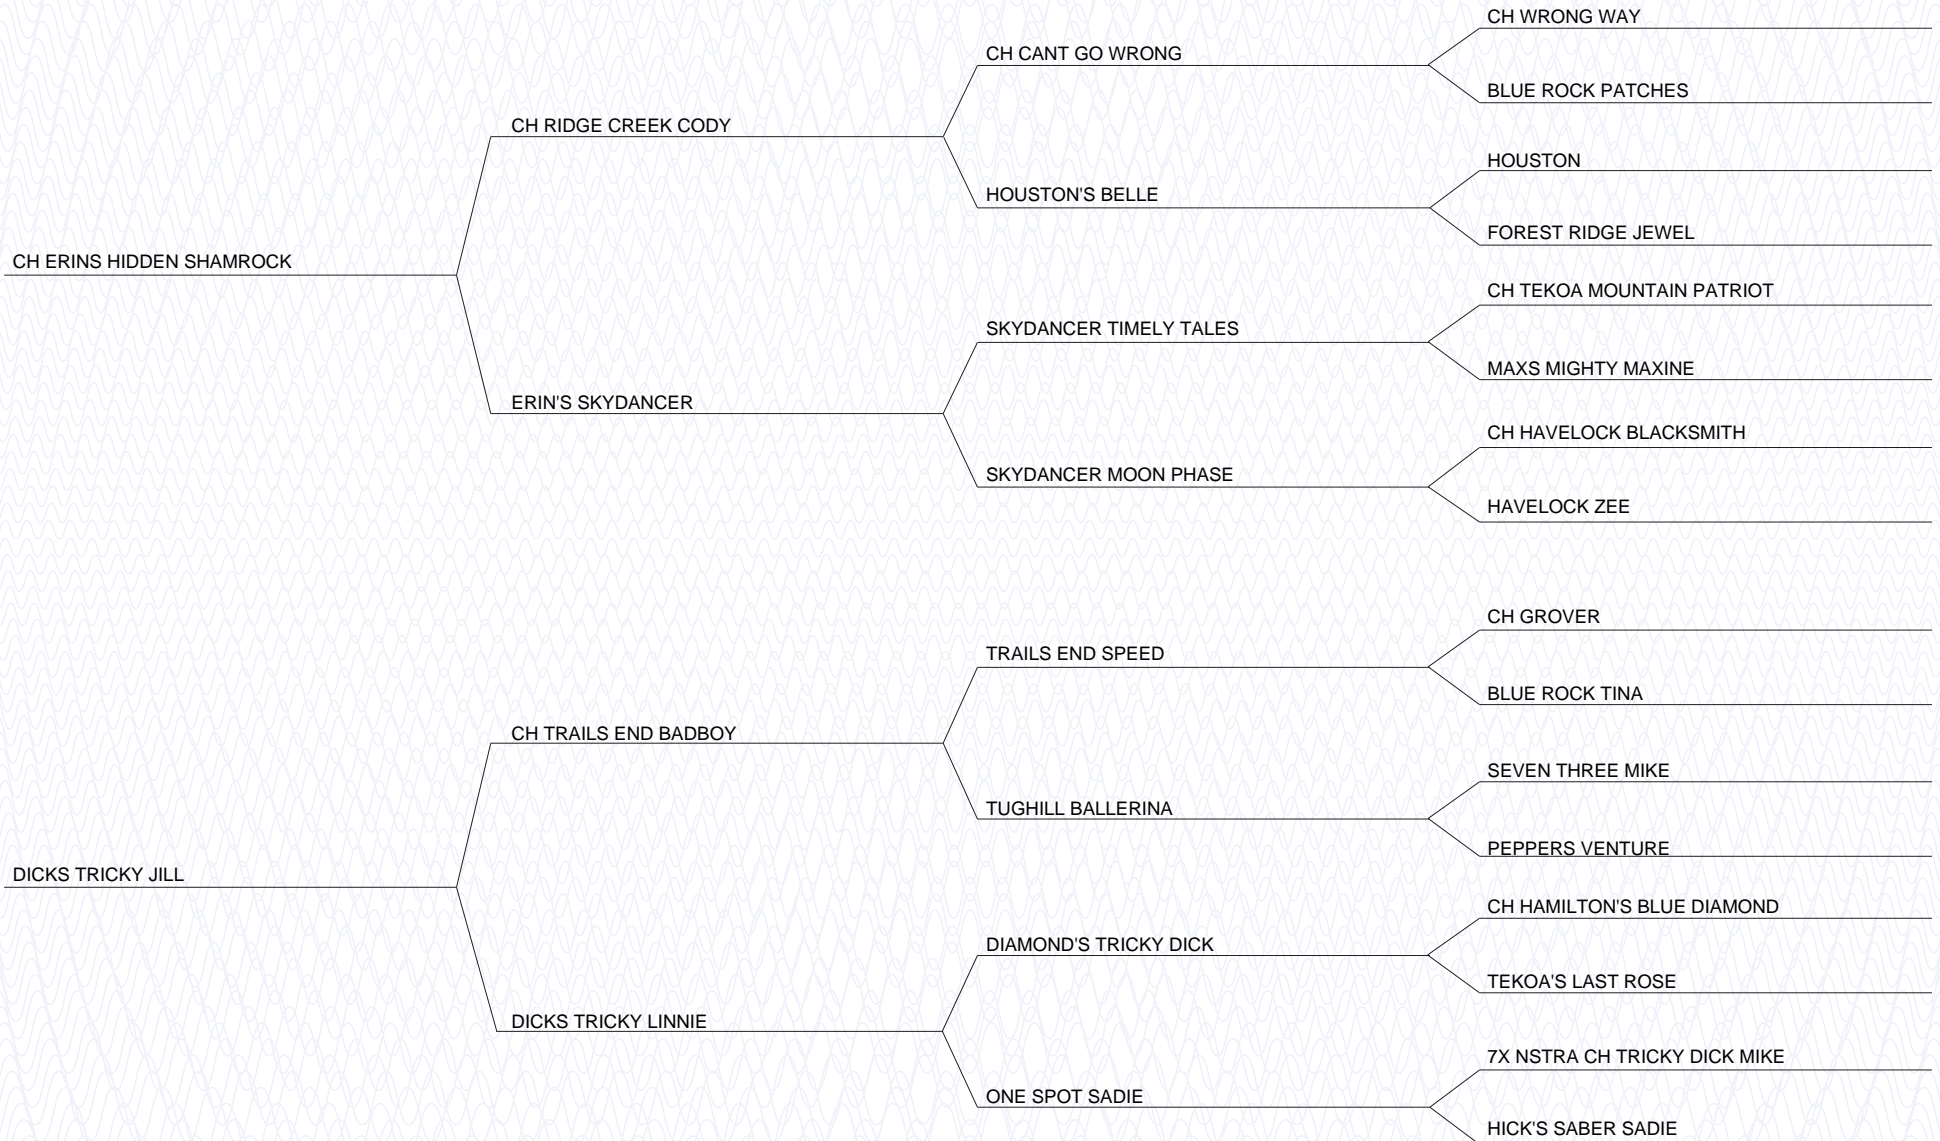 CH WRONG WAY
CH CANT GO WRONG
BLUE ROCK PATCHES
CH RIDGE CREEK CODY
HOUSTON
HOUSTON'S BELLE
FOREST RIDGE JEWEL
CH ERINS HIDDEN SHAMROCK
CH TEKOA MOUNTAIN PATRIOT
SKYDANCER TIMELY TALES
MAXS MIGHTY MAXINE
ERIN'S SKYDANCER
CH HAVELOCK BLACKSMITH
SKYDANCER MOON PHASE
HAVELOCK ZEE
CH GROVER
TRAILS END SPEED
BLUE ROCK TINA
CH TRAILS END BADBOY
SEVEN THREE MIKE
TUGHILL BALLERINA
PEPPERS VENTURE
DICKS TRICKY JILL
CH HAMILTON'S BLUE DIAMOND
DIAMOND'S TRICKY DICK
TEKOA'S LAST ROSE
DICKS TRICKY LINNIE
7X NSTRA CH TRICKY DICK MIKE
ONE SPOT SADIE
HICK'S SABER SADIE